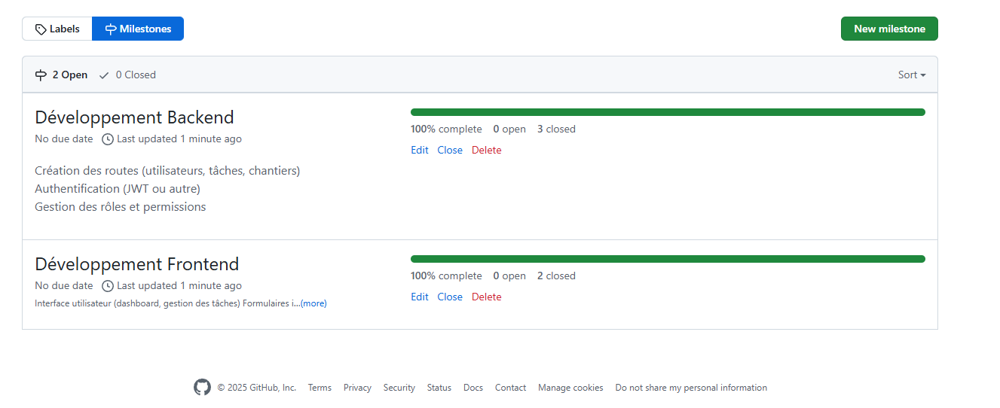 Labels Milestones New milestone
2 Open 0 Closed Sort
Développement Backend
No due date Last updated 1 minute ago
Création des routes (utilisateurs, tâches, chantiers)
Authentification (JWT ou autre)
Gestion des rôles et permissions
100% complete 0 open 3 closed
Edit Close Delete
Développement Frontend
No due date Last updated 1 minute ago
Interface utilisateur (dashboard, gestion des tâches) Formulaires i...(more)
100% complete 0 open 2 closed
Edit Close Delete
© 2025 GitHub, Inc. Terms Privacy Security Status Docs Contact Manage cookies Do not share my personal information